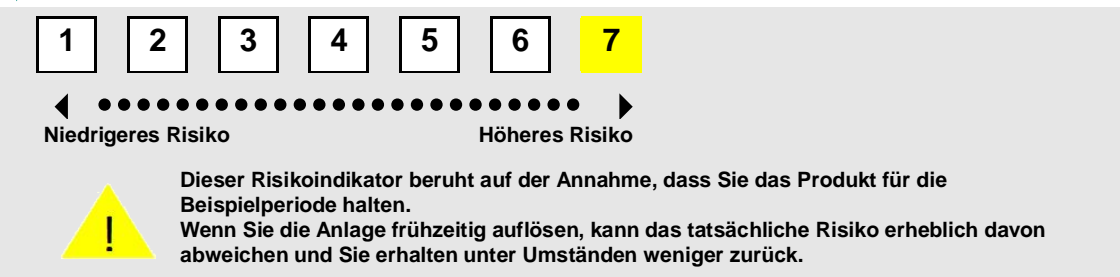 1 2 3 4 5 6 7
Niedrigeres Risiko Höheres Risiko
Dieser Risikoindikator beruht auf der Annahme, dass Sie das Produkt für die
Beispielperiode halten.
!
Wenn Sie die Anlage frühzeitig auflösen, kann das tatsächliche Risiko erheblich davon
abweichen und Sie erhalten unter Umständen weniger zurück.